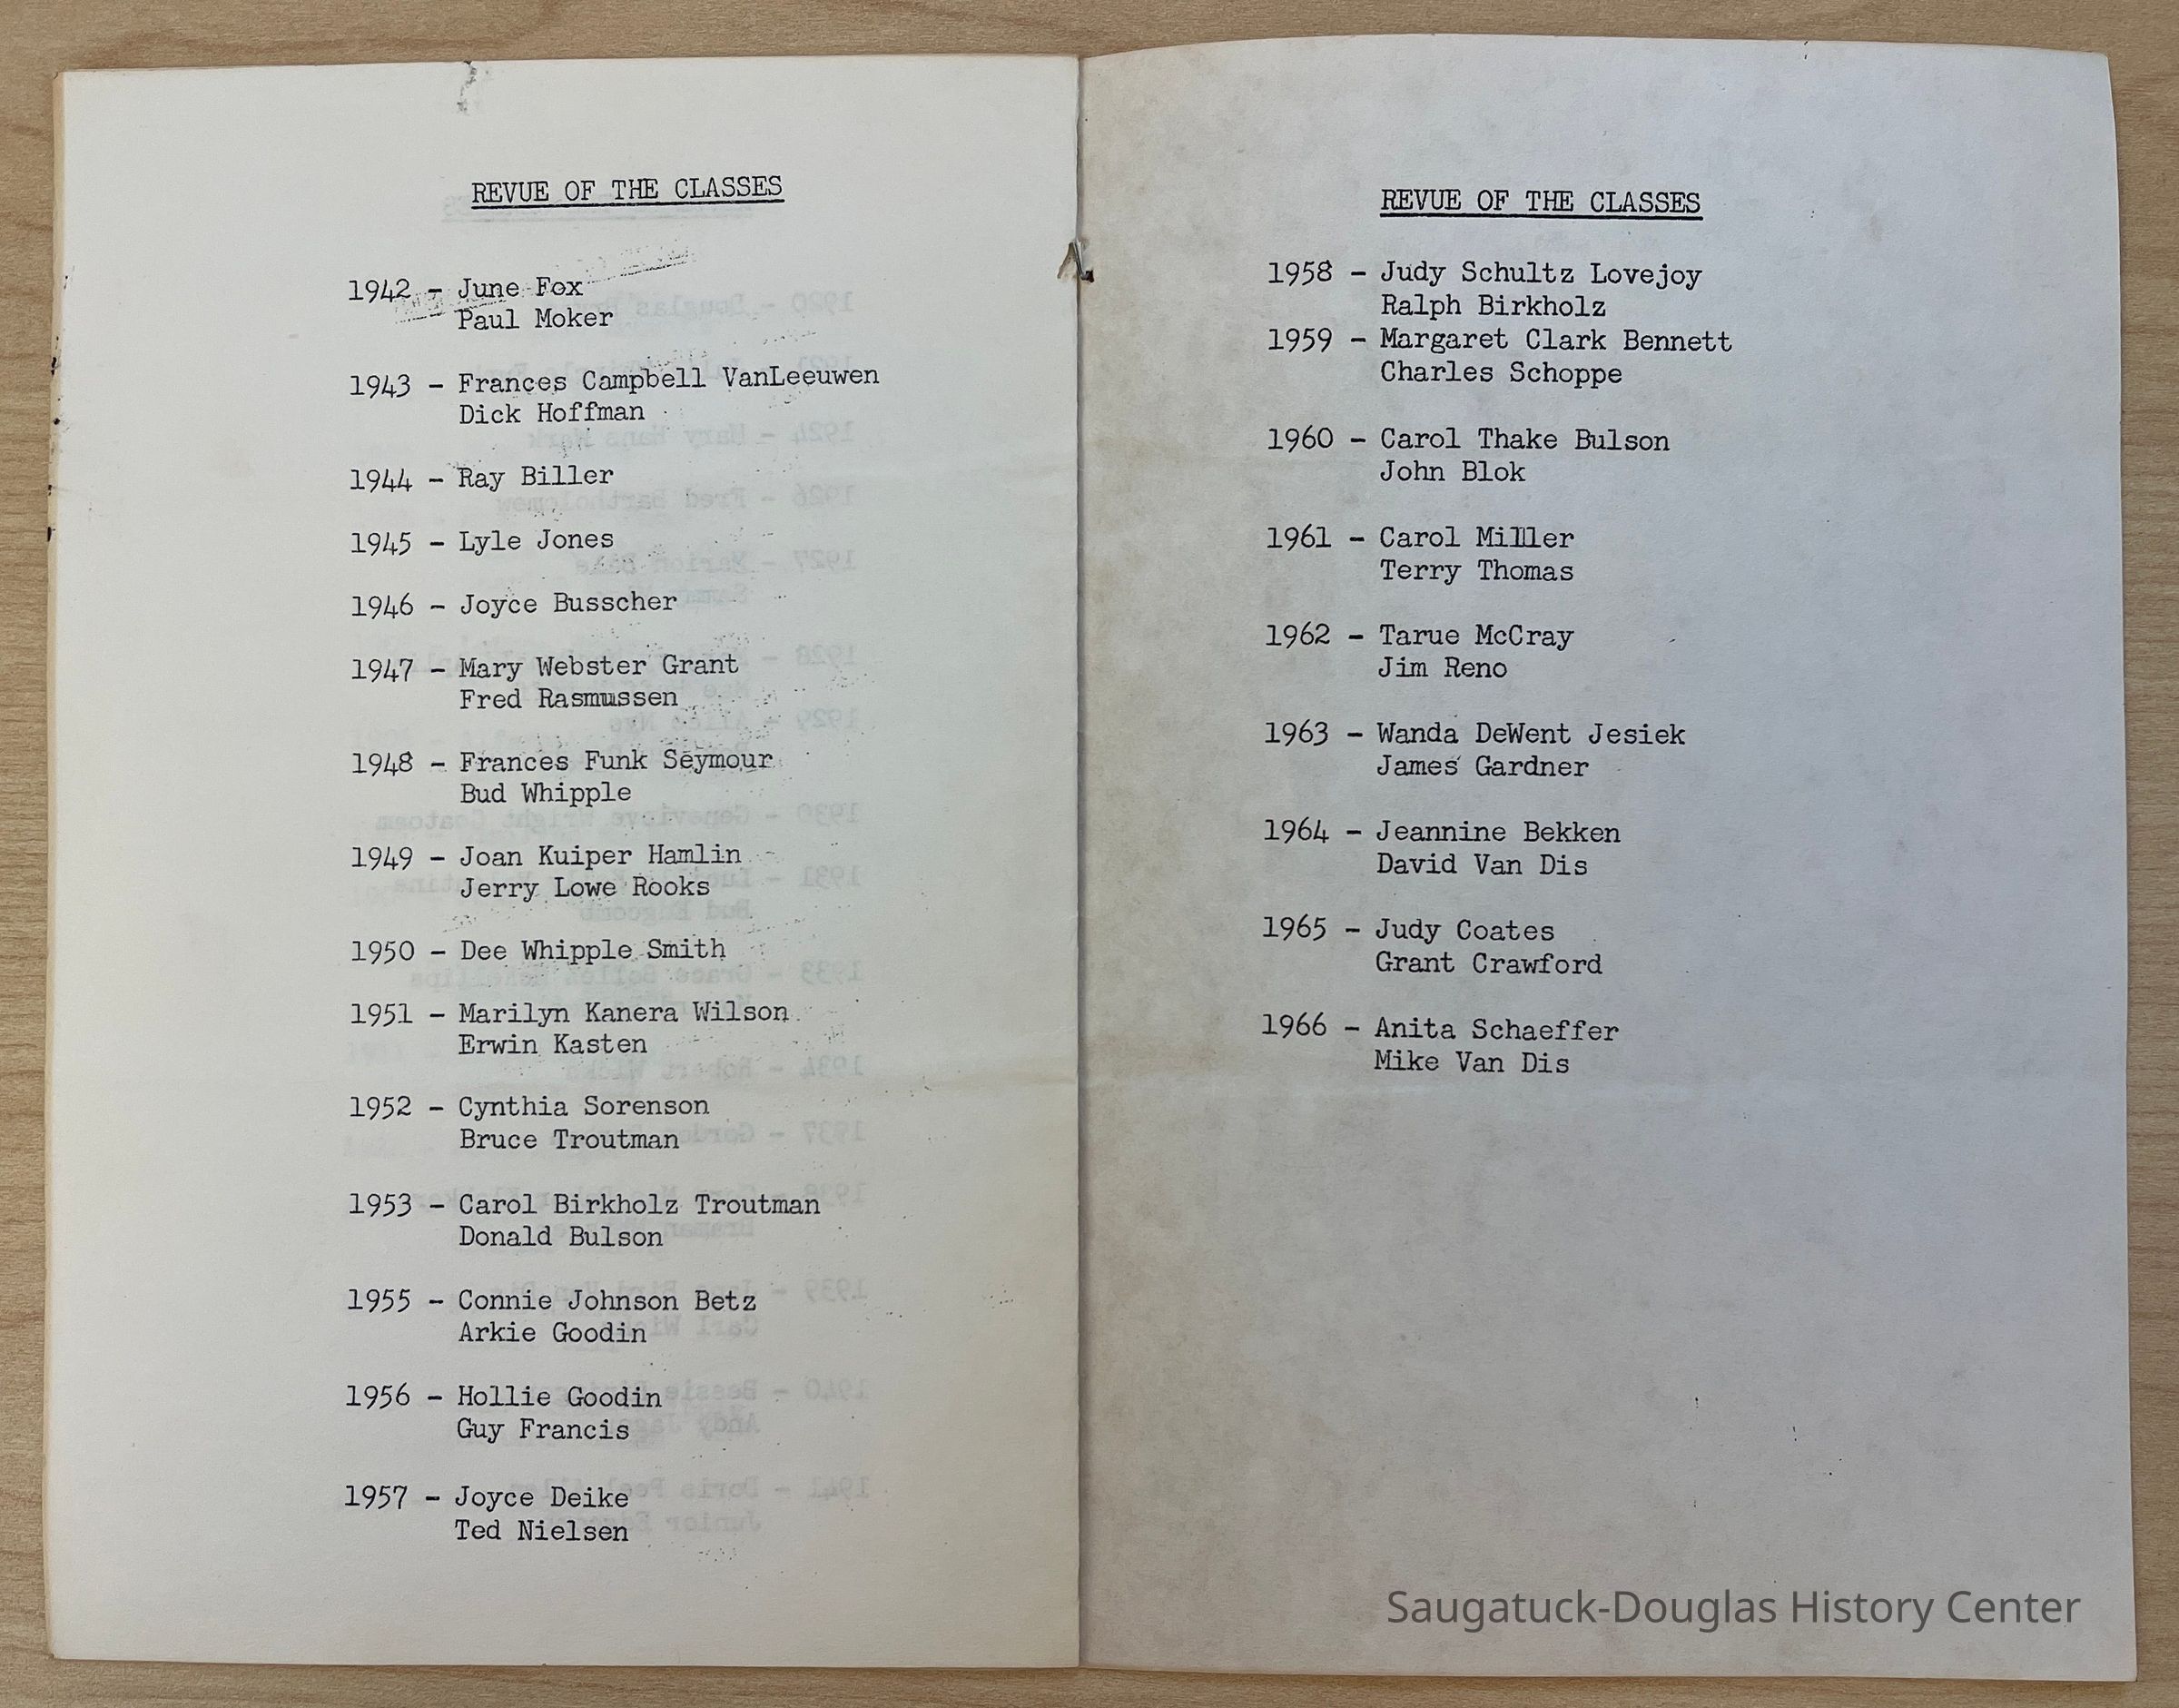 REVUE OF THE CLASSES
1942 - June Fox
Paul Moker
1943 - Frances Campbell VanLeeuwen
Dick Hoffman
1944 - Ray Biller
1945 - Lyle Jones
1946 - Joyce Busscher
1947 - Mary Webster Grant
Fred Rasmussen
1948 - Frances Funk Seymour
Bud Whipple
1949 - Joan Kuiper Hamlin
Jerry Lowe Rooks
1950 - Dee Whipple Smith
1951 - Marilyn Kanera Wilson
Erwin Kasten
1952 - Cynthia Sorenson
Bruce Troutman
1953 - Carol Birkholz Troutman
Donald Bulson
1955 - Connie Johnson Betz
Arkie Goodin
1956 - Hollie Goodin
Guy Francis
1957 - Joyce Deike
Ted Nielsen
REVUE OF THE CLASSES
1958 - Judy Schultz Lovejoy
Ralph Birkholz
1959 - Margaret Clark Bennett
Charles Schoppe
1960 - Carol Thake Bulson
John Blok
1961 - Carol Miller
Terry Thomas
1962 - Tarue McCray
Jim Reno
1963 - Wanda DeWent Jesiek
James Gardner
1964 - Jeannine Bekken
David Van Dis
1965 - Judy Coates
Grant Crawford
1966 - Anita Schaeffer
Mike Van Dis
Saugatuck-Douglas History Center